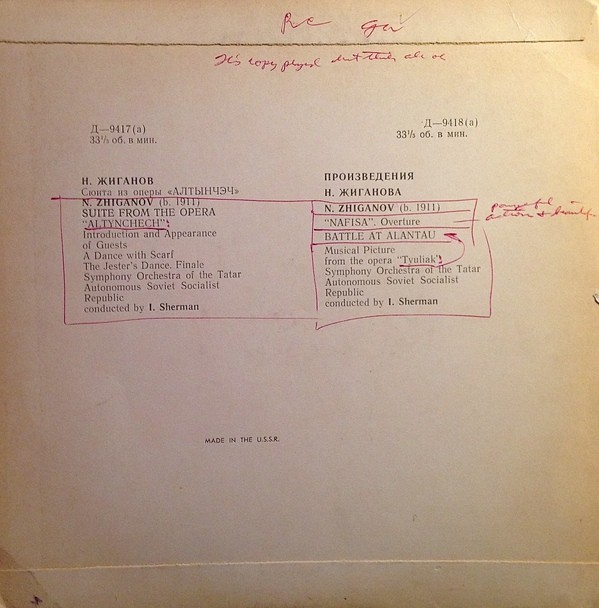 Д—9417(а)
33⅓ об. в мин.
Н. ЖИГАНОВ
Сюита из оперы «АЛТЫНЧЭЧ»
N. ZHIGANOV (b. 1911)
SUITE FROM THE OPERA
"ALTYNCHECH":
Introduction and Appearance
of Guests
A Dance with Scarf
The Jester's Dance. Finale
Symphony Orchestra of the Tatar
Autonomous Soviet Socialist
Republic
conducted by I. Sherman
Д—9418(а)
33⅓ об. в мин.
ПРОИЗВЕДЕНИЯ
Н. ЖИГАНОВА
N. ZHIGANOV (b. 1911)
"NAFISA". Overture
BATTLE AT ALANTAU
Musical Picture
from the opera "Tyuliak":
Symphony Orchestra of the Tatar
Autonomous Soviet Socialist
Republic
conducted by I. Sherman
MADE IN THE U.S.S.R.